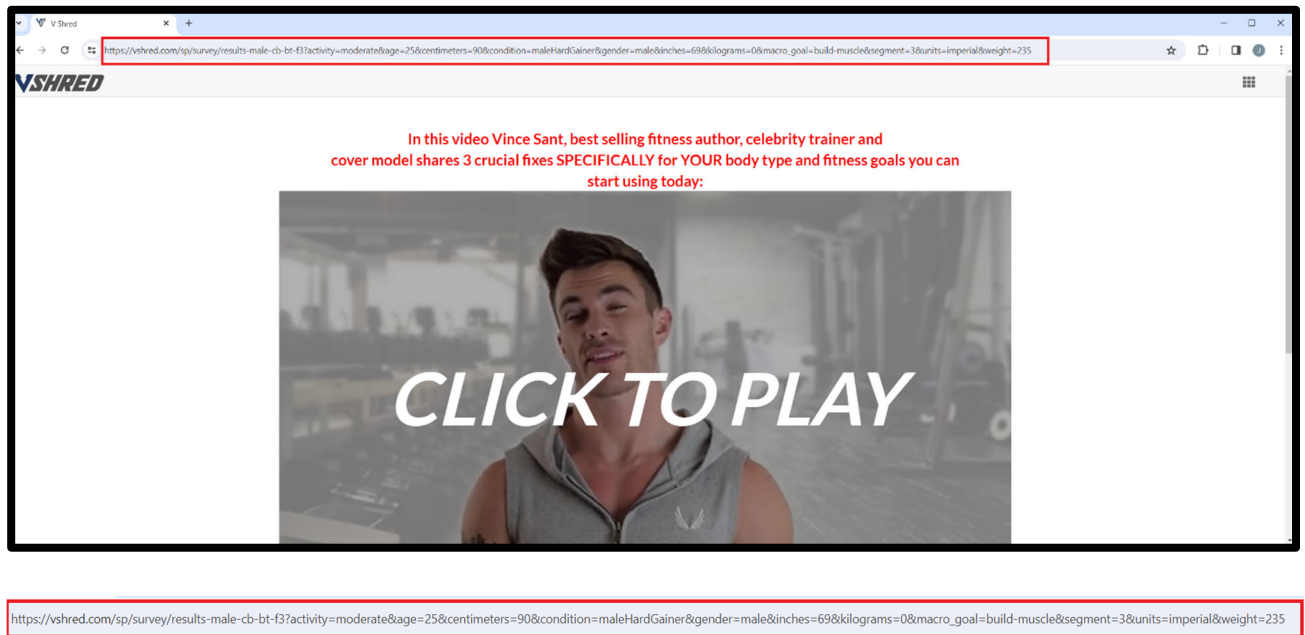 V Shred
https://vshred.com/sp/survey/results-male-cb-bt-f3?activity=moderate&age=25&centimeters=90&condition=maleHardGainer&gender=male&inches=69&kilograms=0&macro_goal=build-muscle&segment=3&units=imperial&weight=235
VSHRED
In this video Vince Sant, best selling fitness author, celebrity trainer and
cover model shares 3 crucial fixes SPECIFICALLY for YOUR body type and fitness goals you can
start using today:
CLICK TO PLAY
https://vshred.com/sp/survey/results-male-cb-bt-f3?activity=moderate&age=25&centimeters=90&condition=maleHardGainer&gender=male&inches=69&kilograms=0&macro_goal=build-muscle&segment=3&units=imperial&weight=235